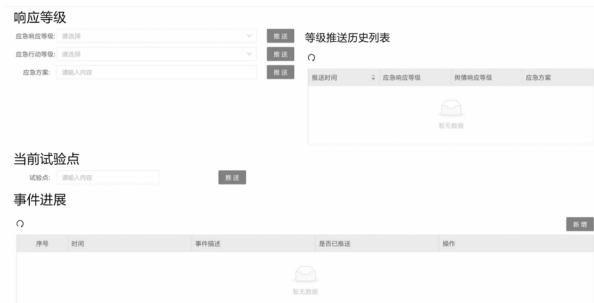 响应等级
应急响应等级: 请选择 推送
应急行动等级: 请选择 推送
应急方案: 请输入内容 推送
等级推送历史列表
推送时间 应急响应等级 舆情响应等级 应急方案
暂无数据
当前试验点
试验点: 请输入内容 推送
事件进展
新增
序号 时间 事件描述 是否已推送 操作
暂无数据